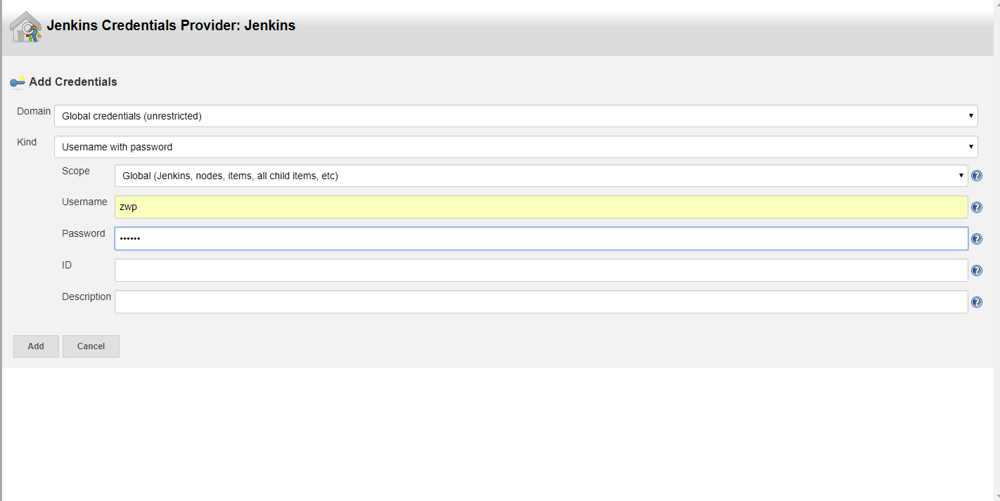 Jenkins Credentials Provider: Jenkins
Add Credentials
Domain
Global credentials (unrestricted)
Kind
Username with password
Scope
Global (Jenkins, nodes, items, all child items, etc)
Username
zwp
Password
••••••
ID
Description
Add
Cancel